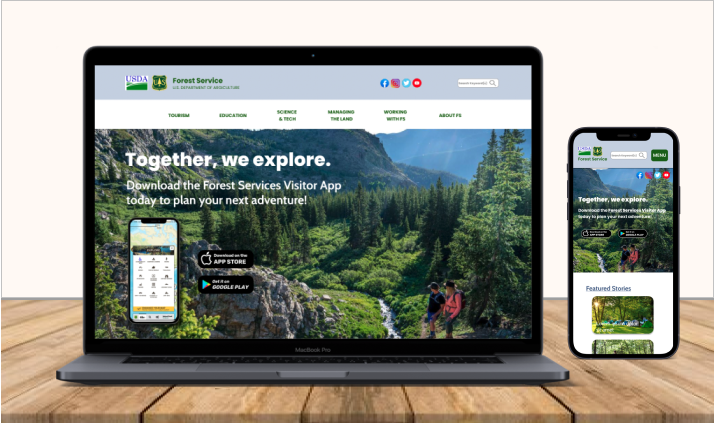 USDA
Forest Service
U.S. DEPARTMENT OF AGRICULTURE
TOURISM
EDUCATION
SCIENCE
& TECH
MANAGING
THE LAND
WORKING
WITH FS
ABOUT FS
Together, we explore.
Download the Forest Services Visitor App
today to plan your next adventure!
Download on the
APP STORE
Get it on
GOOGLE PLAY
MacBook Pro
USDA
Forest Service
MENU
Together, we explore.
Download the Forest Services Visitor App
today to plan your next adventure!
APP STORE
GOOGLE PLAY
Featured Stories